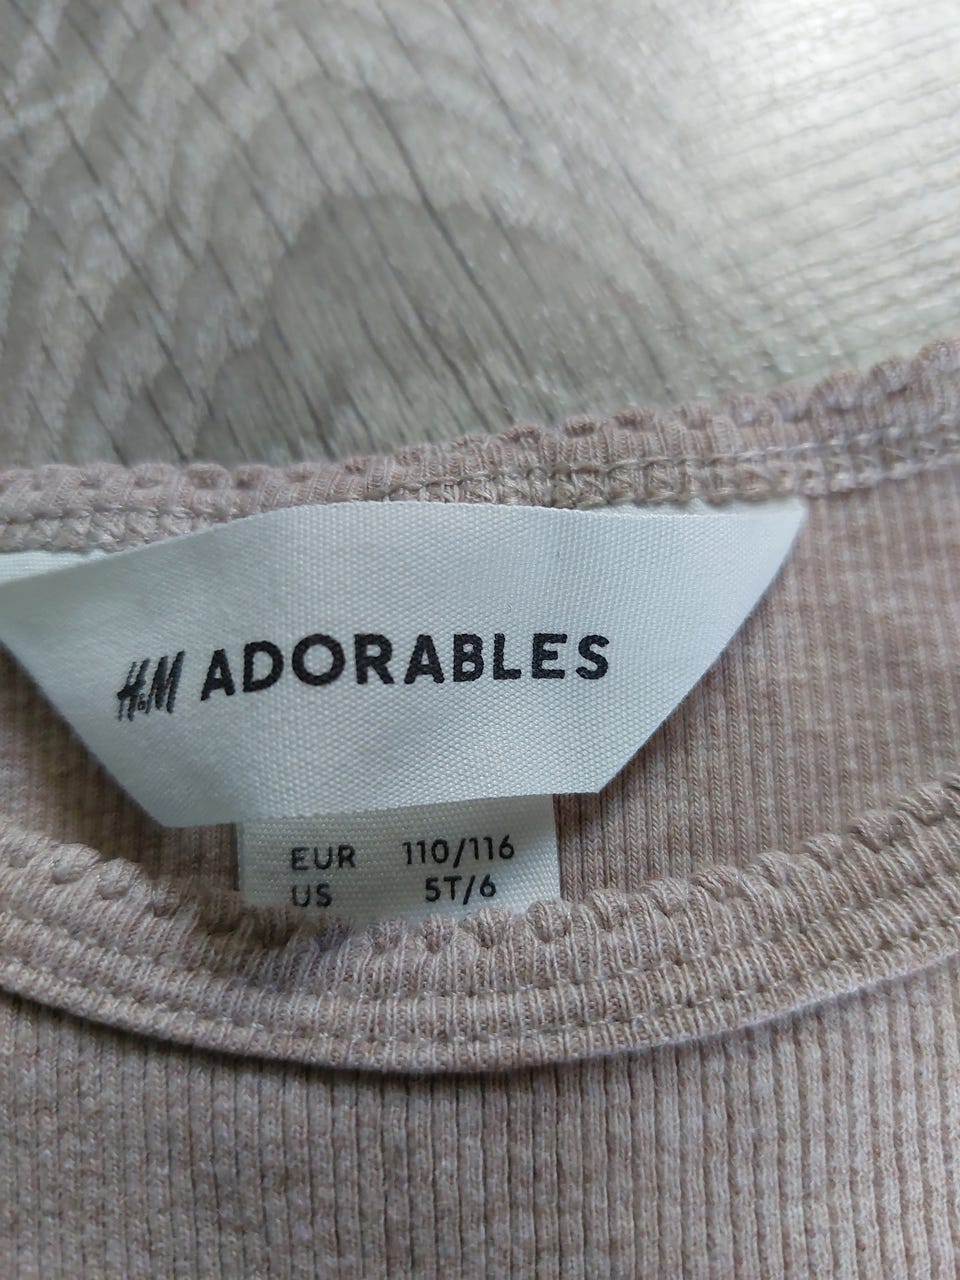 H&M ADORABLES
EUR 110/116
US 5T/6